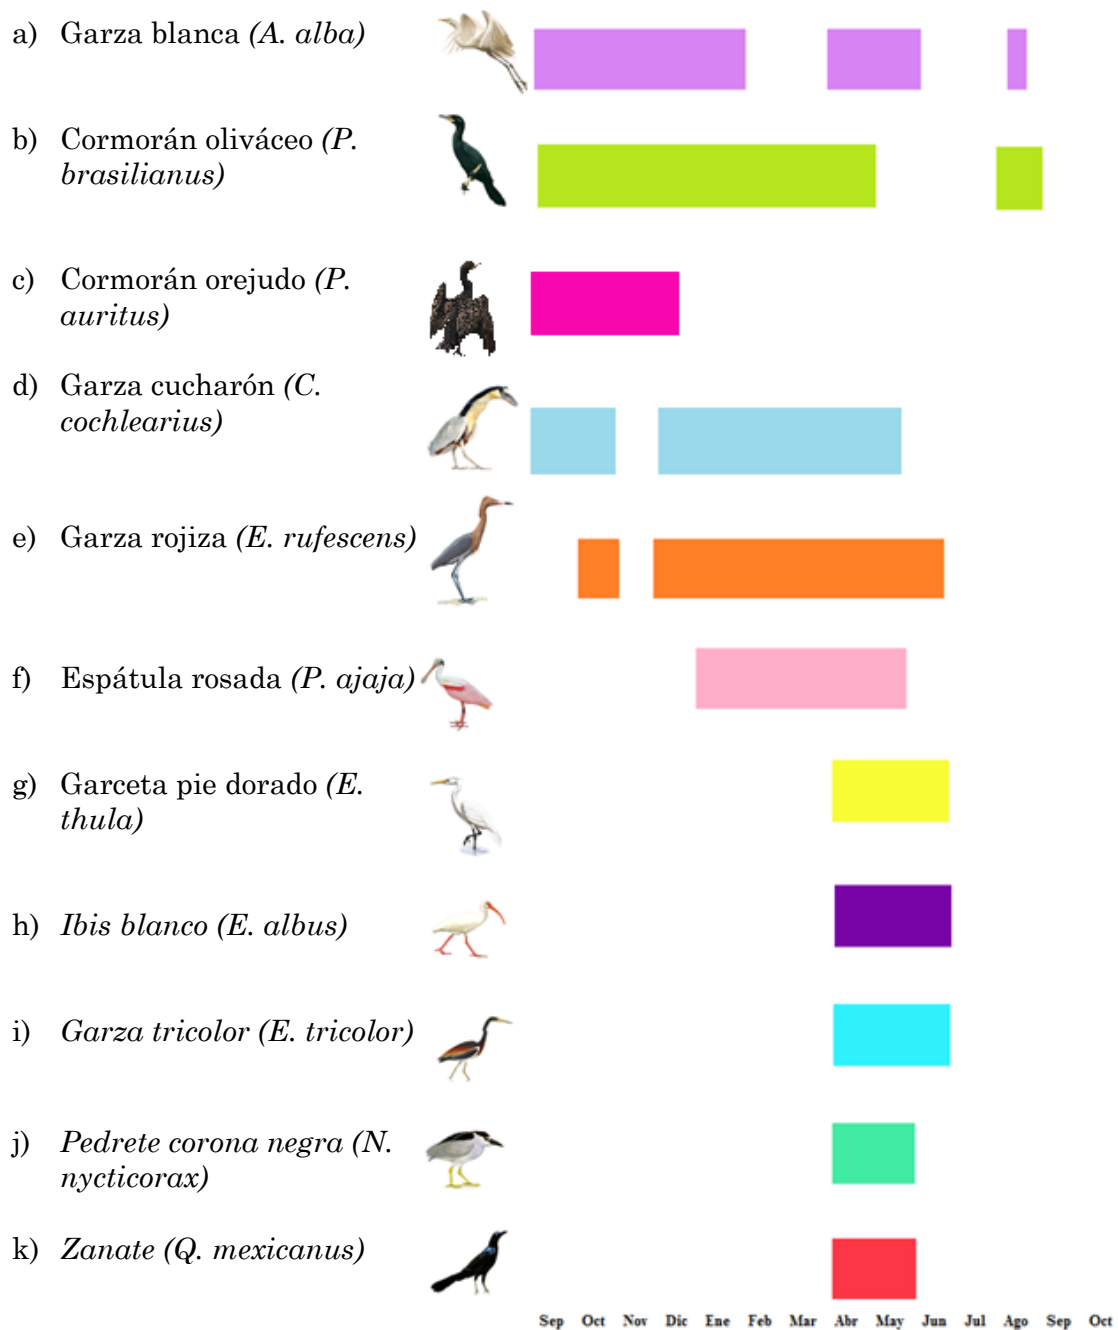 a) Garza blanca (A. alba)
b) Cormorán oliváceo (P.
brasilianus)
c) Cormorán orejudo (P.
auritus)
d) Garza cucharón (C.
cochlearius)
e) Garza rojiza (E. rufescens)
f) Espátula rosada (P. ajaja)
g) Garceta pie dorado (E.
thula)
h) Ibis blanco (E. albus)
i) Garza tricolor (E. tricolor)
j) Pedrete corona negra (N.
nycticorax)
k) Zanate (Q. mexicanus)
Sep Oct Nov Dic Ene Feb Mar Abr May Jun Jul Ago Sep Oct